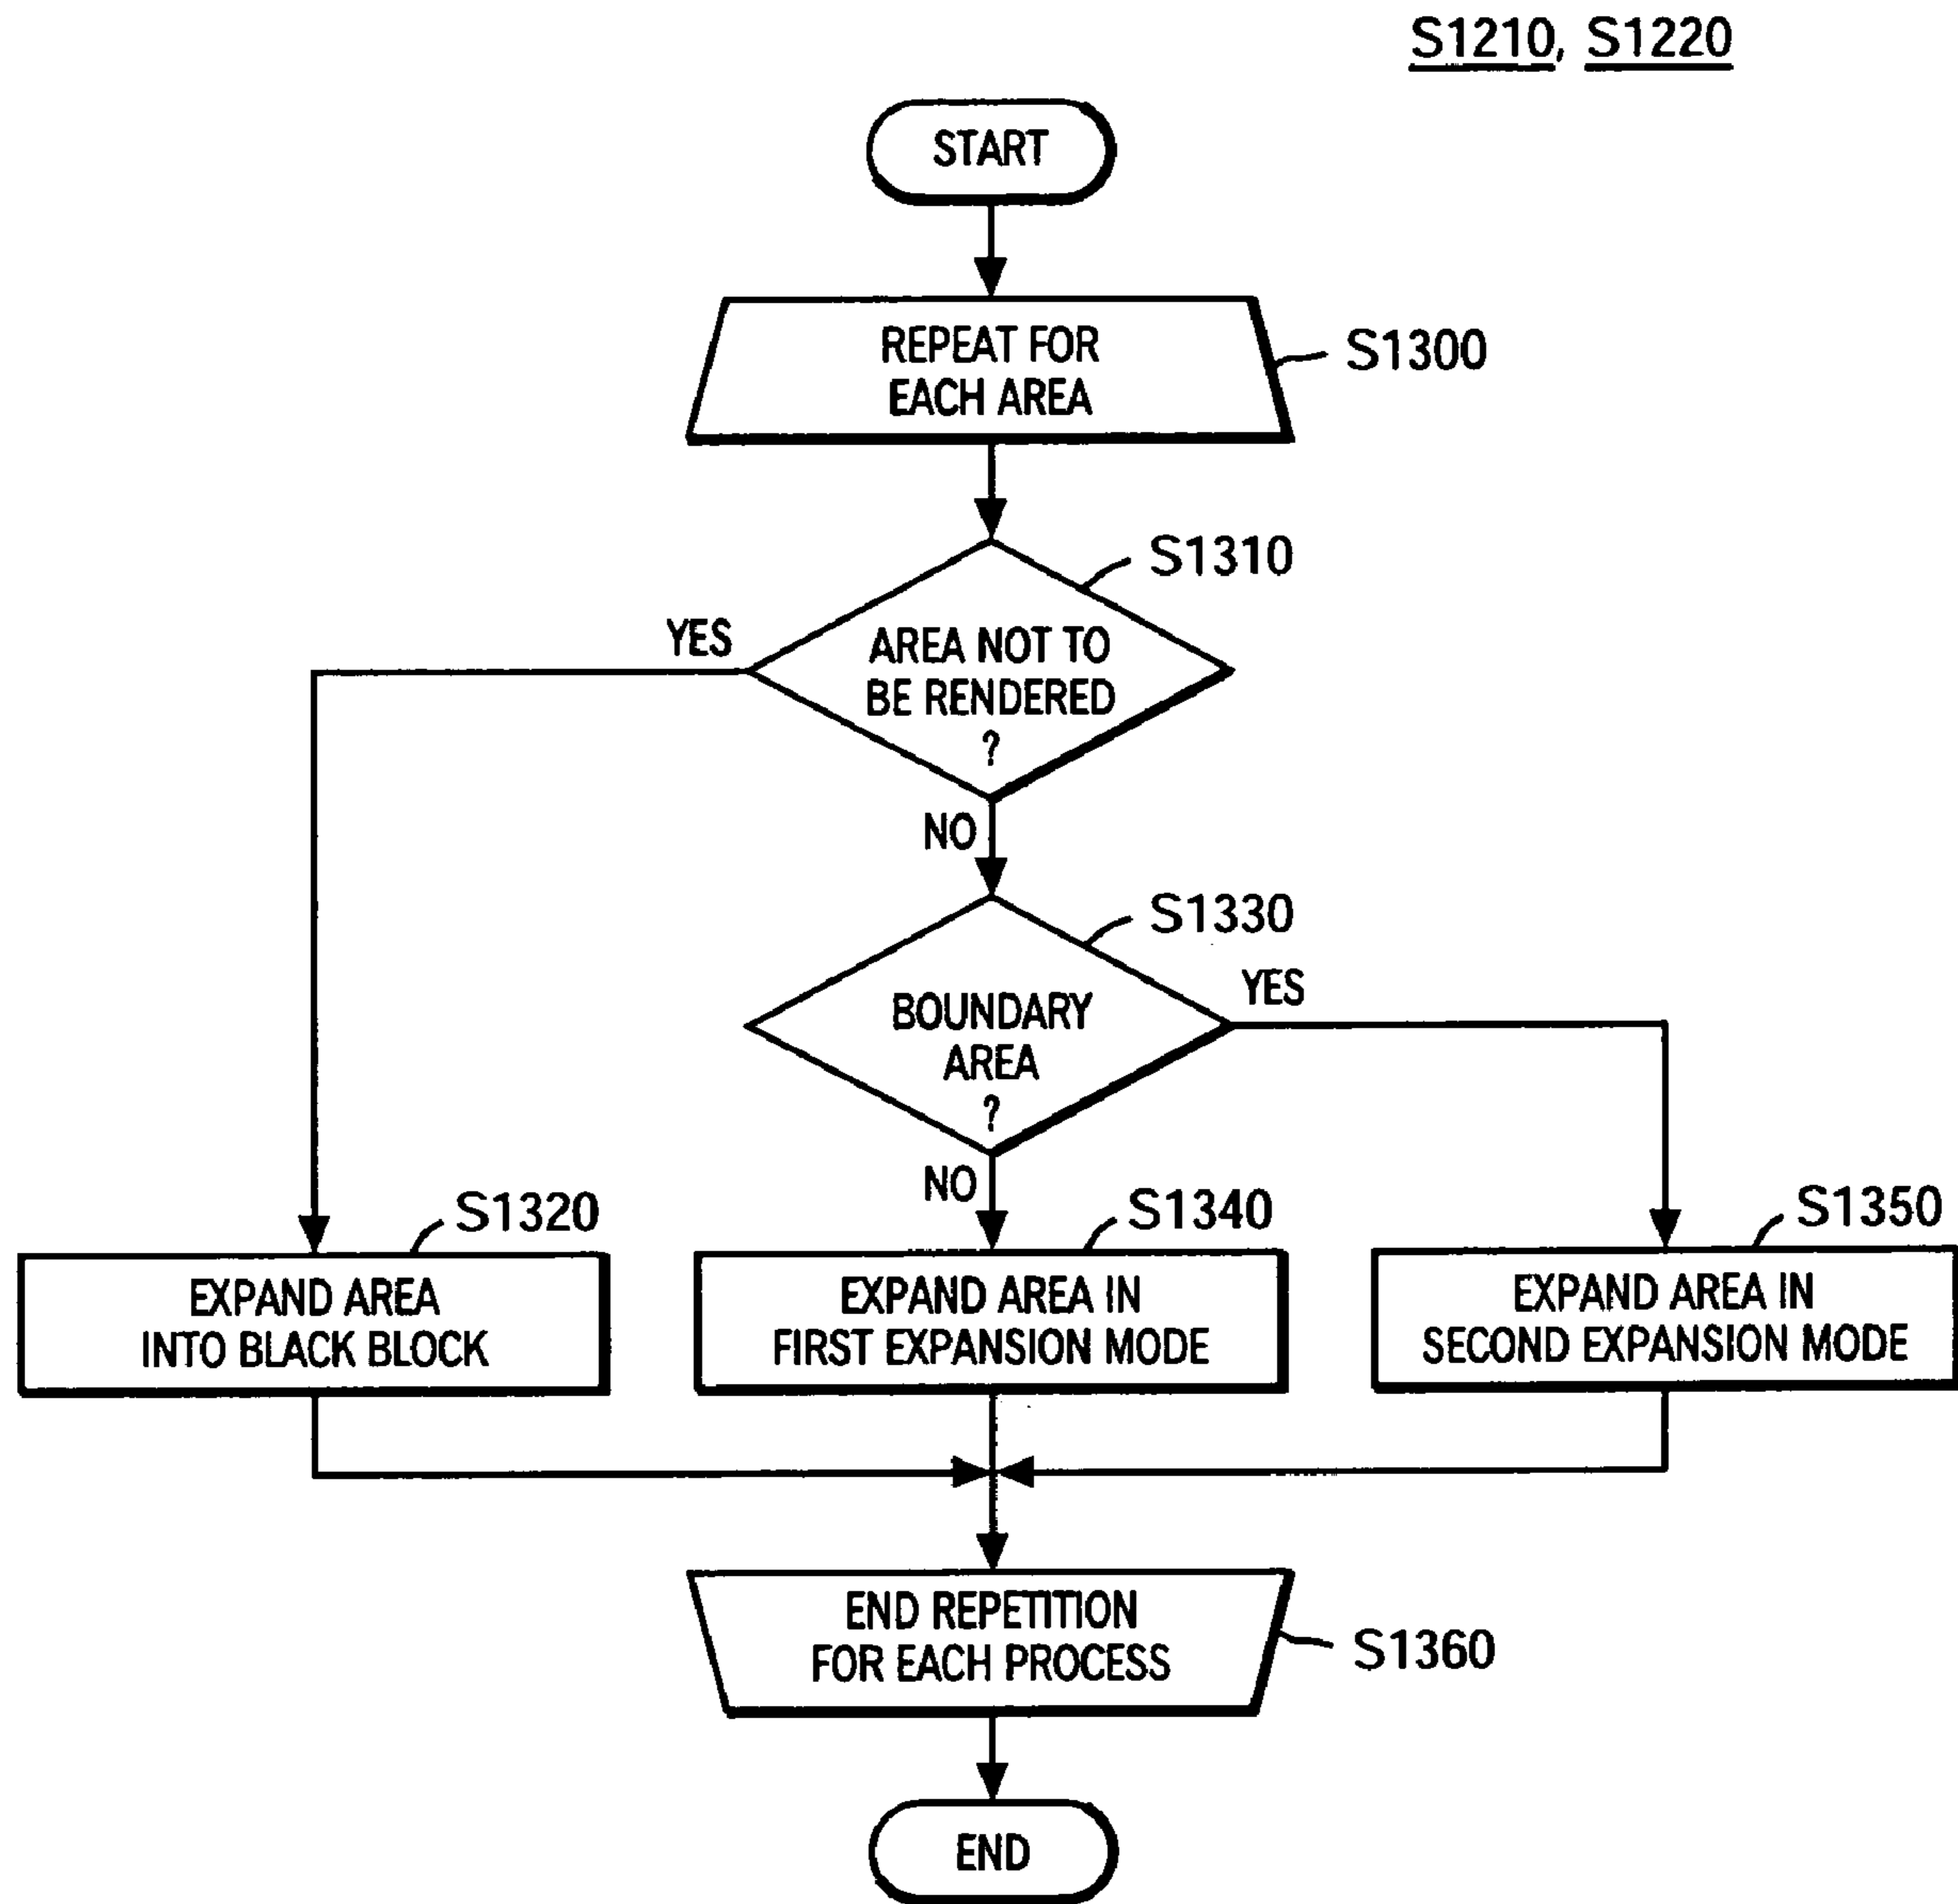 S1210, S1220
START
REPEAT FOR
EACH AREA
S1300
S1310
YES
AREA NOT TO
BE RENDERED
?
NO
S1330
YES
BOUNDARY
AREA
?
NO
S1320
S1340
S1350
EXPAND AREA
INTO BLACK BLOCK
EXPAND AREA IN
FIRST EXPANSION MODE
EXPAND AREA IN
SECOND EXPANSION MODE
END REPETITION
FOR EACH PROCESS
S1360
END